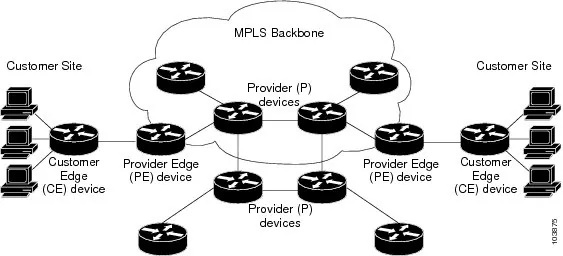 MPLS Backbone
Customer Site
Customer Site
Provider (P)
devices
Customer
Edge
(CE) device
Provider Edge
(PE) device
Provider Edge
(PE) device
Customer
Edge
(CE) device
Provider (P)
devices
103875